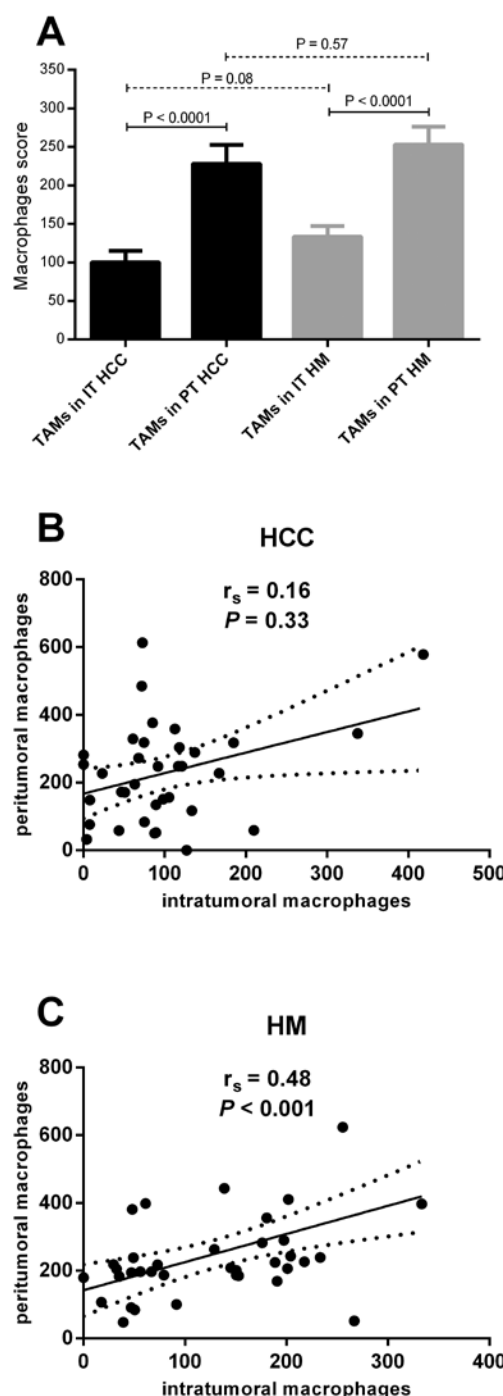 A
P = 0.57
P = 0.08
P < 0.0001
P < 0.0001
Macrophages score
350
300
250
200
150
100
50
0
TAMs in IT HCC
TAMs in PT HCC
TAMs in IT HM
TAMs in PT HM
B
HCC
rs = 0.16
P = 0.33
peritumoral macrophages
800
600
400
200
0
0 100 200 300 400 500
intratumoral macrophages
C
HM
rs = 0.48
P < 0.001
peritumoral macrophages
800
600
400
200
0
0 100 200 300 400
intratumoral macrophages